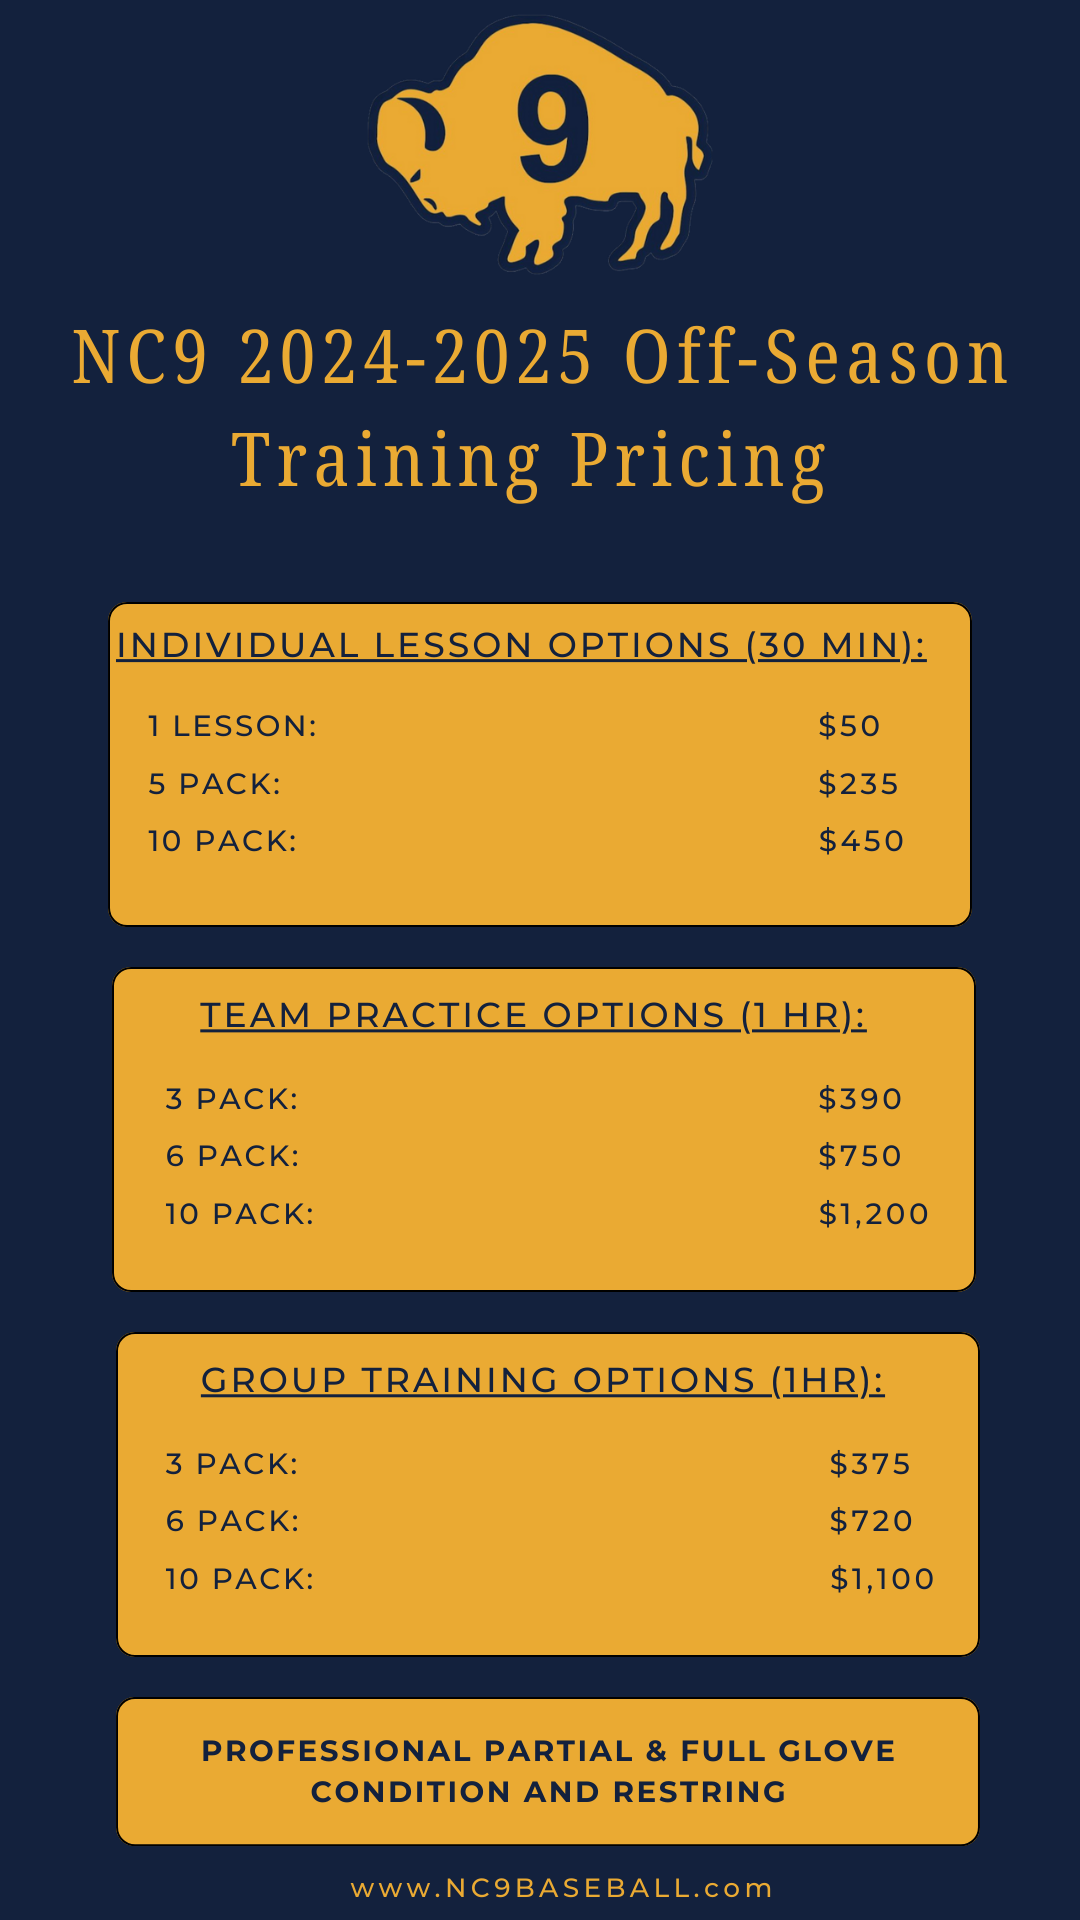 9
NC9 2024-2025 Off-Season
Training Pricing
INDIVIDUAL LESSON OPTIONS (30 MIN):
1 LESSON: $50
5 PACK: $235
10 PACK: $450
TEAM PRACTICE OPTIONS (1 HR):
3 PACK: $390
6 PACK: $750
10 PACK: $1,200
GROUP TRAINING OPTIONS (1HR):
3 PACK: $375
6 PACK: $720
10 PACK: $1,100
PROFESSIONAL PARTIAL & FULL GLOVE
CONDITION AND RESTRING
www.NC9BASEBALL.com